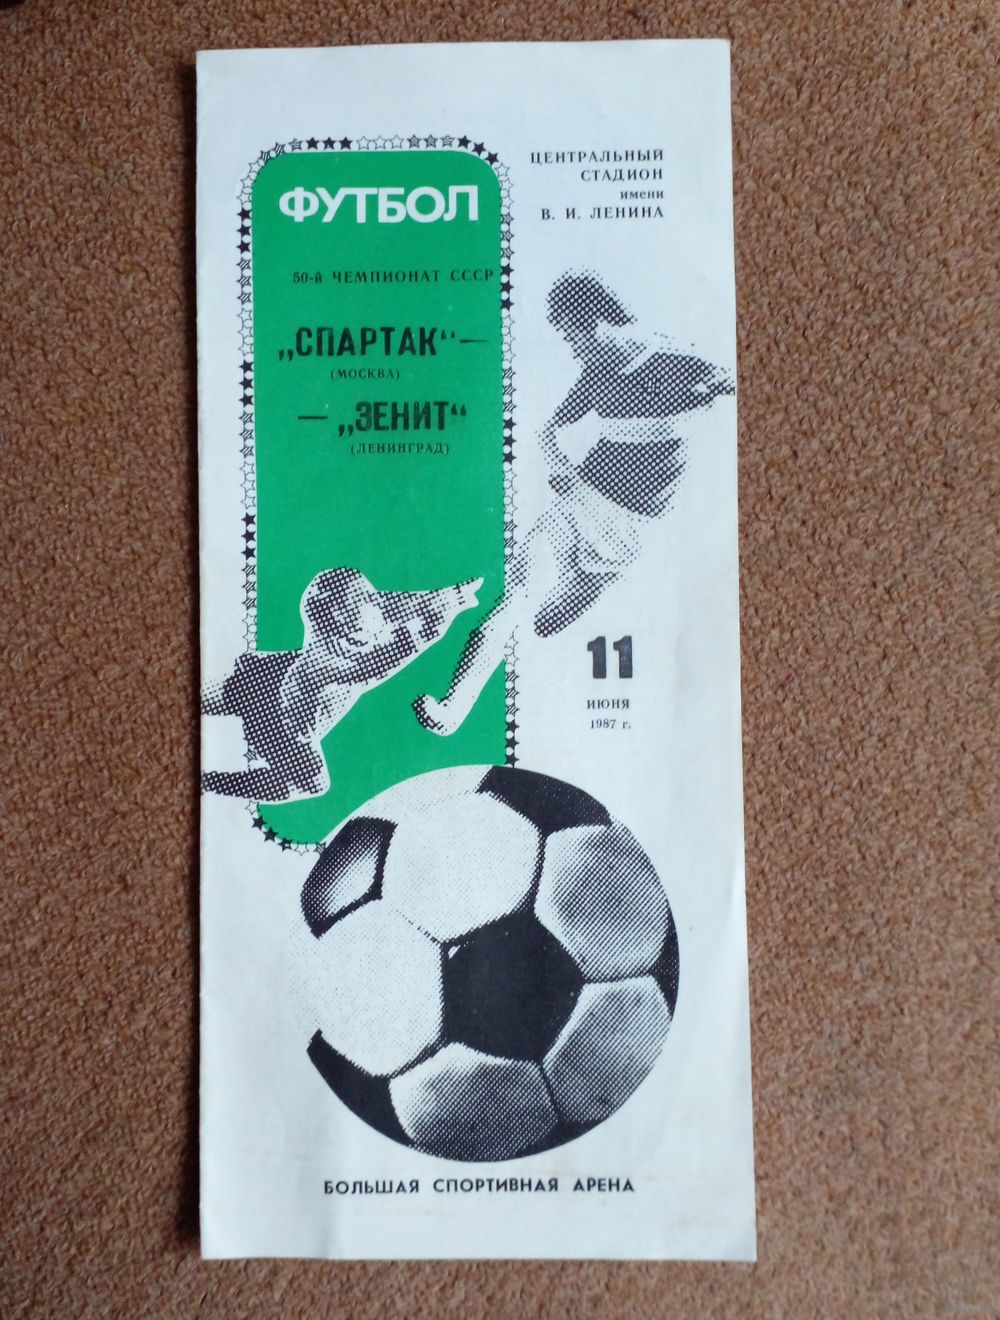 ФУТБОЛ
50-й ЧЕМПИОНАТ СССР
„СПАРТАК“ —
(МОСКВА)
— „ЗЕНИТ“
(ЛЕНИНГРАД)
ЦЕНТРАЛЬНЫЙ
СТАДИОН
имени
В. И. ЛЕНИНА
11
ИЮНЯ
1987 г.
БОЛЬШАЯ СПОРТИВНАЯ АРЕНА